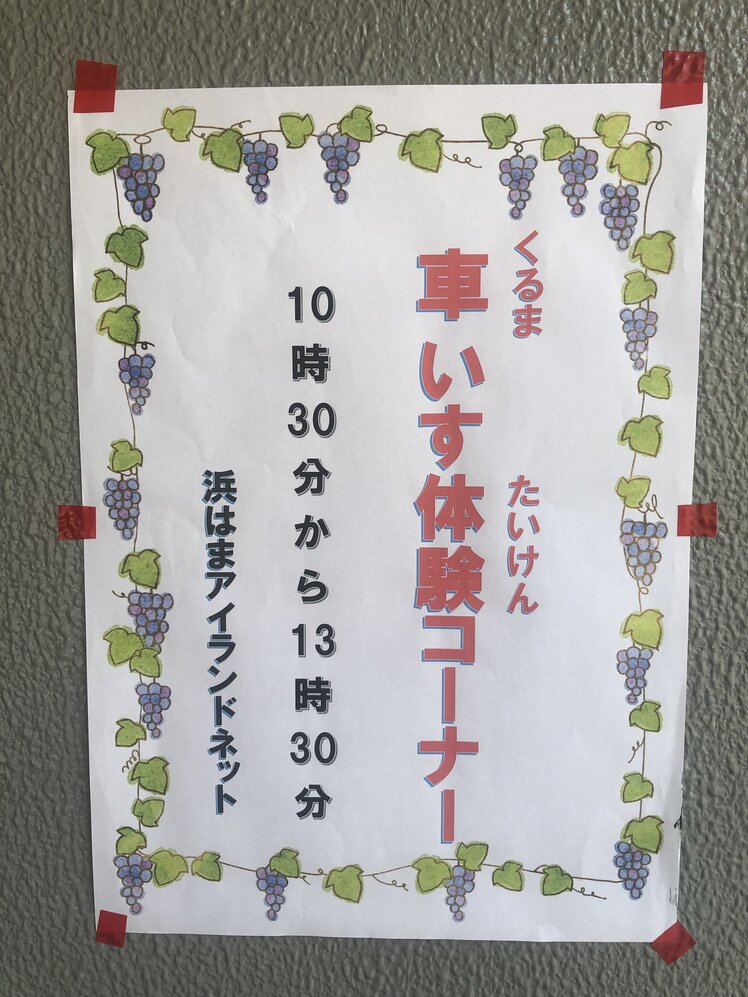 くるま たいけん
車いす体験コーナー
10時30分から13時30分
浜はまアイランドネット